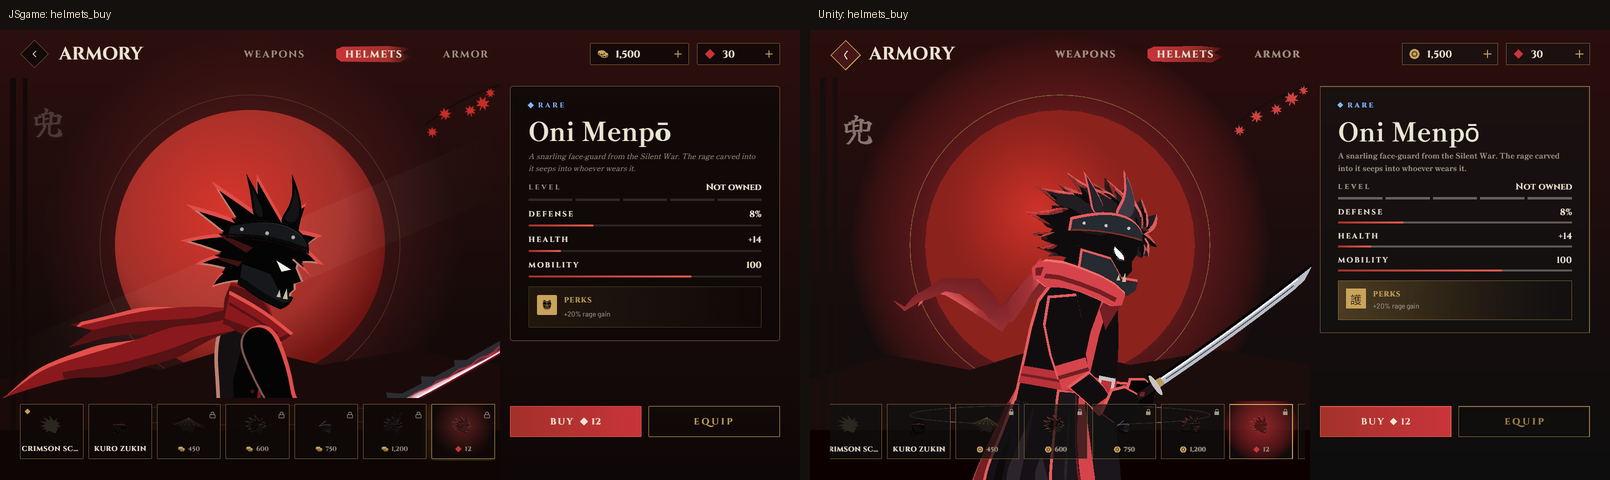 JSgame: helmets_buy
ARMORY
WEAPONS HELMETS ARMOR
1,500 + 30 +
兜
RARE
Oni Menpō
A snarling face-guard from the Silent War. The rage carved into
it seeps into whoever wears it.
LEVEL NOT OWNED
DEFENSE 8%
HEALTH +14
MOBILITY 100
PERKS
+20% rage gain
CRIMSON SC... KURO ZUKIN 450 600 750 1,200 12
BUY 12 EQUIP
Unity: helmets_buy
ARMORY
WEAPONS HELMETS ARMOR
1,500 + 30 +
兜
RARE
Oni Menpō
A snarling face-guard from the Silent War. The rage carved
into it seeps into whoever wears it.
LEVEL NOT OWNED
DEFENSE 8%
HEALTH +14
MOBILITY 100
護
PERKS
+20% rage gain
RIMSON SC... KURO ZUKIN 450 600 750 1,200 12
BUY 12 EQUIP